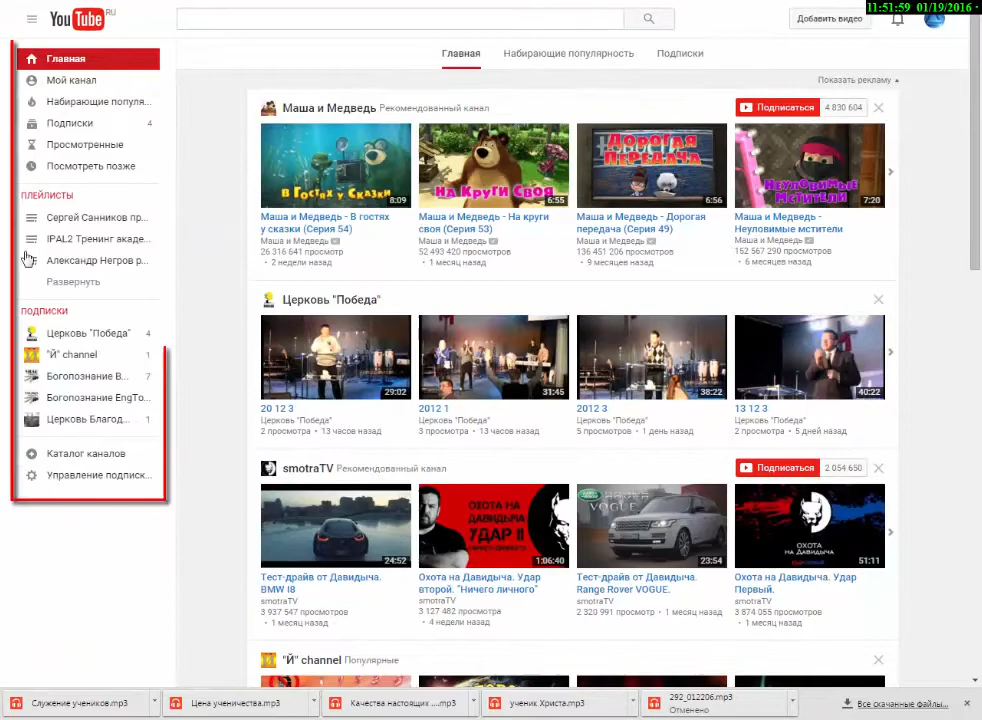 11:51:59 01/19/2016
YouTube RU
Добавить видео
Главная
Мой канал
Набирающие популя...
Подписки 4
Просмотренные
Посмотреть позже
ПЛЕЙЛИСТЫ
Сергей Санников пр...
IPAL2 Тренинг акаде...
Александр Негров р...
Развернуть
ПОДПИСКИ
Церковь "Победа" 4
"Й" channel 1
Богопознание В... 7
Богопознание EngTo...
Церковь Благод... 1
Каталог каналов
Управление подписк...
Главная Набирающие популярность Подписки
Показать рекламу
Маша и Медведь Рекомендованный канал Подписаться 4 830 604
В ГОСТЯХ У СКАЗКИ 8:09
НА КРУГИ СВОЯ 6:55
ДОРОГАЯ ПЕРЕДАЧА 6:56
НЕУЛОВИМЫЕ МСТИТЕЛИ 7:20
Маша и Медведь - В гостях у сказки (Серия 54)
Маша и Медведь
26 316 641 просмотр
• 2 недели назад
Маша и Медведь - На круги своя (Серия 53)
Маша и Медведь
52 493 420 просмотров
• 1 месяц назад
Маша и Медведь - Дорогая передача (Серия 49)
Маша и Медведь
136 451 206 просмотров
• 9 месяцев назад
Маша и Медведь - Неуловимые мстители
Маша и Медведь
152 567 290 просмотров
• 6 месяцев назад
Церковь "Победа"
29:02
31:45
38:22
40:22
20 12 3
Церковь "Победа"
2 просмотра • 13 часов назад
2012 1
Церковь "Победа"
3 просмотра • 13 часов назад
2012 3
Церковь "Победа"
5 просмотров • 1 день назад
13 12 3
Церковь "Победа"
2 просмотра • 5 дней назад
smotraTV Рекомендованный канал Подписаться 2 054 650
24:52
ОХОТА НА ДАВИДЫЧА УДАР II
1:06:40
VOGUE
23:54
ОХОТА
НА ДАВИДЫЧА
51:11
Тест-драйв от Давидыча.
BMW I8
smotraTV
3 937 547 просмотров
• 1 месяц назад
Охота на Давидыча. Удар
второй. "Ничего личного"
smotraTV
3 127 482 просмотра
• 4 недели назад
Тест-драйв от Давидыча.
Range Rover VOGUE.
smotraTV
2 320 991 просмотр • 1 месяц назад
Охота на Давидыча. Удар
Первый.
smotraTV
3 874 055 просмотров
• 1 месяц назад
"Й" channel Популярные
Служение учеников.mp3
Цена ученичества.mp3
Качества настоящих ....mp3
ученик Христа.mp3
292_012206.mp3
Отменено
Все скачанные файлы...